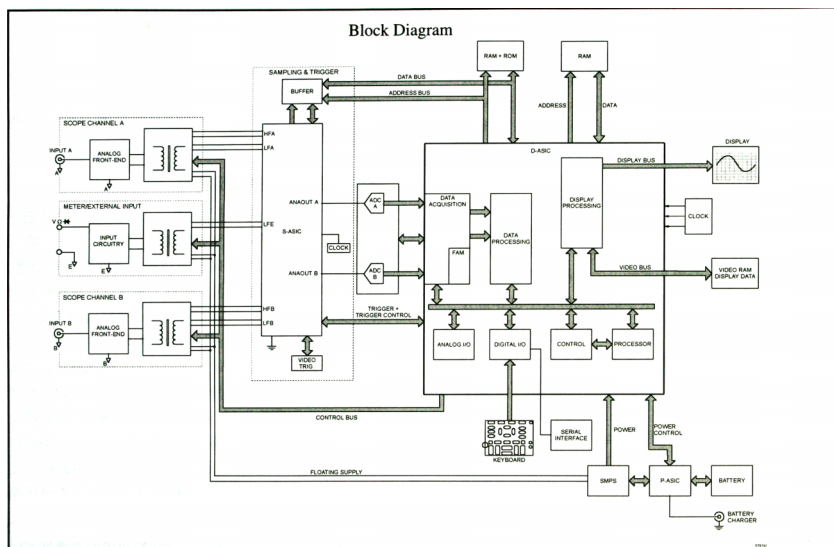 Block Diagram
SAMPLING & TRIGGER
BUFFER
DATA BUS
ADDRESS BUS
RAM + ROM
RAM
ADDRESS
DATA
SCOPE CHANNEL A
INPUT A
ANALOG
FRONT-END
A
A
HFA
LFA
METER/EXTERNAL INPUT
V
INPUT
CIRCUITRY
E
E
LFE
SCOPE CHANNEL B
INPUT B
ANALOG
FRONT-END
B
B
HFB
LFB
ANAOUT A
S-ASIC
CLOCK
ANAOUT B
VIDEO
TRIG
ADC
A
ADC
B
TRIGGER +
TRIGGER CONTROL
D-ASIC
DATA
ACQUISITION
FAM
DATA
PROCESSING
DISPLAY
PROCESSING
DISPLAY BUS
DISPLAY
CLOCK
VIDEO BUS
VIDEO RAM
DISPLAY DATA
ANALOG I/O
DIGITAL I/O
CONTROL
PROCESSOR
CONTROL BUS
KEYBOARD
SERIAL
INTERFACE
POWER
POWER
CONTROL
FLOATING SUPPLY
SMPS
P-ASIC
BATTERY
BATTERY
CHARGER